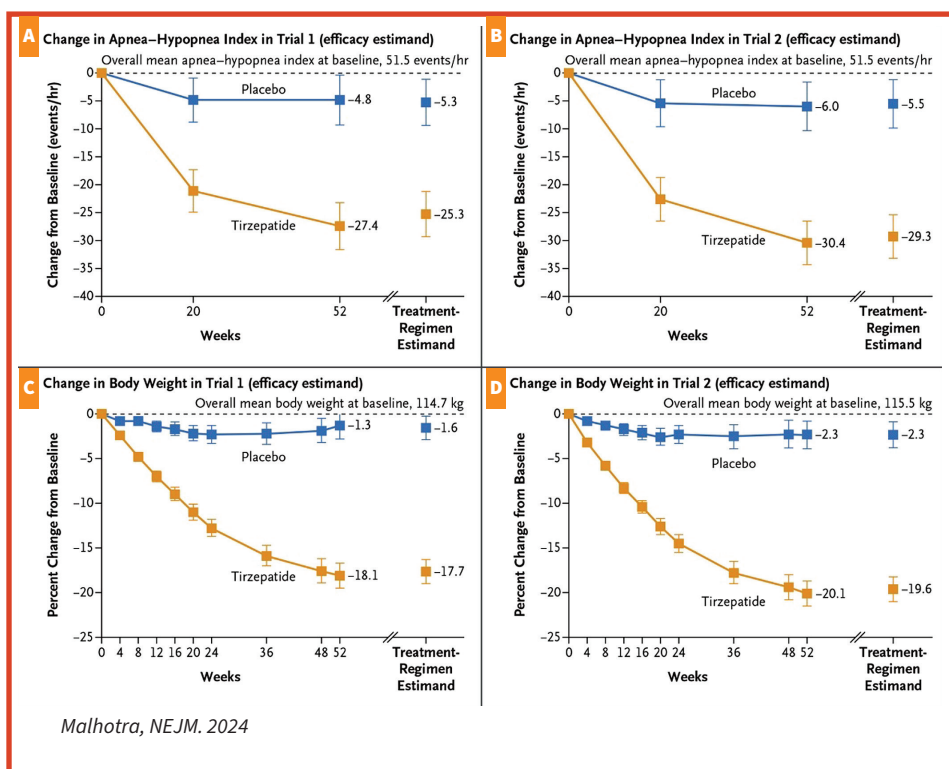 A
Change in Apnea–Hypopnea Index in Trial 1 (efficacy estimand)
Overall mean apnea–hypopnea index at baseline, 51.5 events/hr
Change from Baseline (events/hr)
0
−5
−10
−15
−20
−25
−30
−35
−40
Placebo
−4.8
−5.3
Tirzepatide
−27.4
−25.3
0
20
52
Weeks
Treatment-
Regimen
Estimand
B
Change in Apnea–Hypopnea Index in Trial 2 (efficacy estimand)
Overall mean apnea–hypopnea index at baseline, 51.5 events/hr
Change from Baseline (events/hr)
0
−5
−10
−15
−20
−25
−30
−35
−40
Placebo
−6.0
−5.5
Tirzepatide
−30.4
−29.3
0
20
52
Weeks
Treatment-
Regimen
Estimand
C
Change in Body Weight in Trial 1 (efficacy estimand)
Overall mean body weight at baseline, 114.7 kg
Percent Change from Baseline
0
−5
−10
−15
−20
−25
−1.3
−1.6
Placebo
Tirzepatide
−18.1
−17.7
0 4 8 12 16 20 24 36 48 52
Weeks
Treatment-
Regimen
Estimand
D
Change in Body Weight in Trial 2 (efficacy estimand)
Overall mean body weight at baseline, 115.5 kg
Percent Change from Baseline
0
−5
−10
−15
−20
−25
−2.3
−2.3
Placebo
Tirzepatide
−20.1
−19.6
0 4 8 12 16 20 24 36 48 52
Weeks
Treatment-
Regimen
Estimand
Malhotra, NEJM. 2024